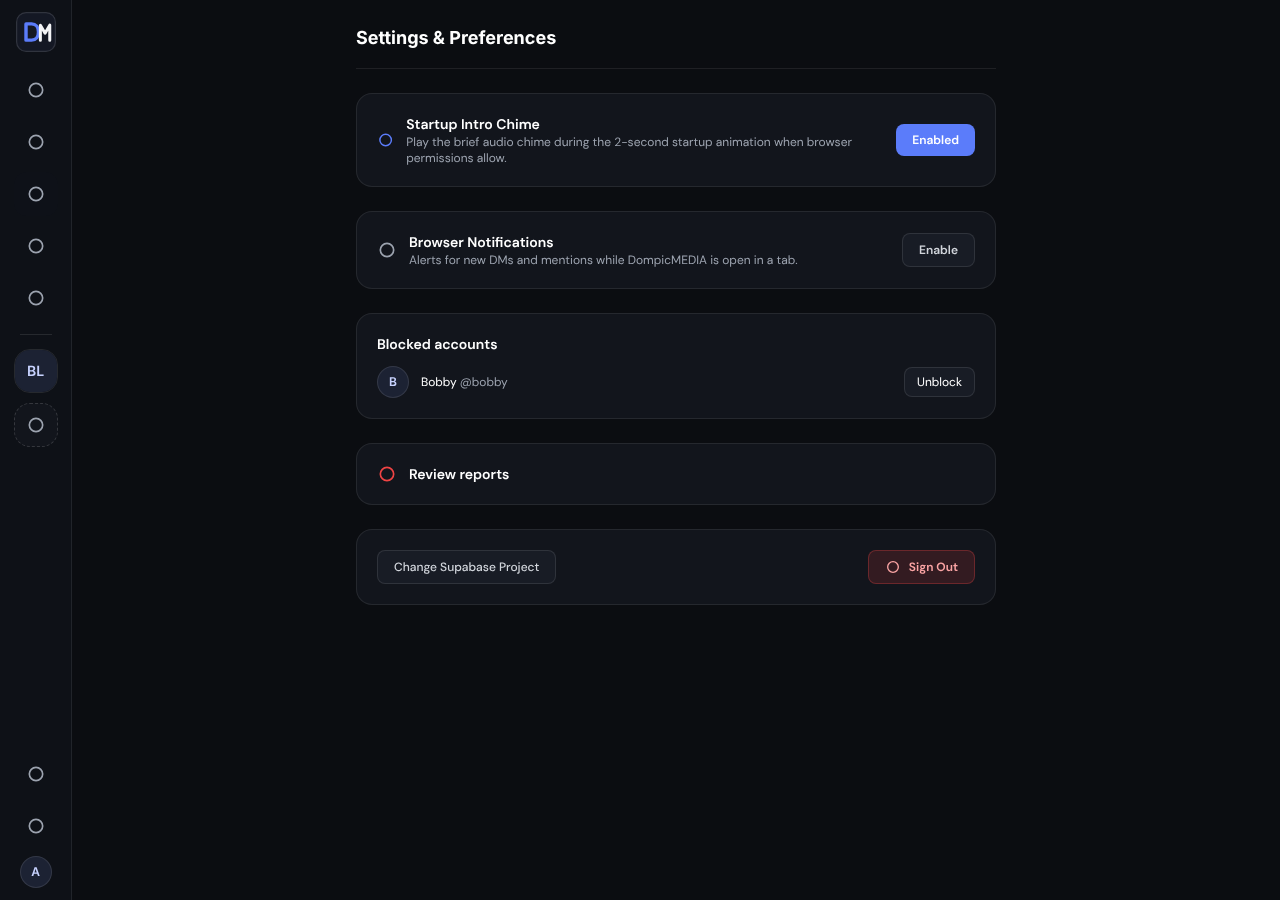 DM
Settings & Preferences
Startup Intro Chime
Play the brief audio chime during the 2-second startup animation when browser
permissions allow.
Enabled
Browser Notifications
Alerts for new DMs and mentions while DompicMEDIA is open in a tab.
Enable
BL
Blocked accounts
B
Bobby @bobby
Unblock
Review reports
Change Supabase Project
Sign Out
A